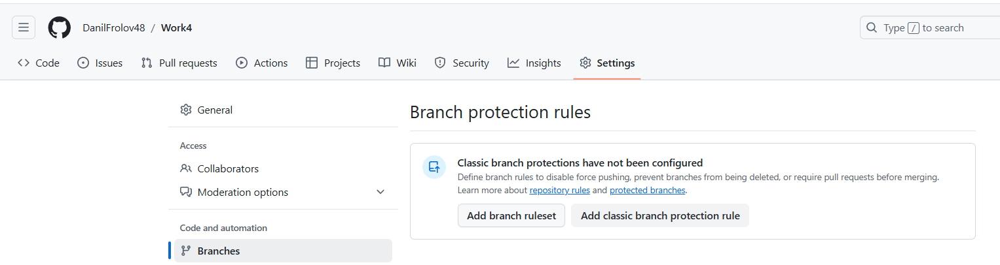 DanilFrolov48 / Work4
Type / to search
Code Issues Pull requests Actions Projects Wiki Security Insights Settings
General
Access
Collaborators
Moderation options
Code and automation
Branches
Branch protection rules
Classic branch protections have not been configured
Define branch rules to disable force pushing, prevent branches from being deleted, or require pull requests before merging.
Learn more about repository rules and protected branches.
Add branch ruleset Add classic branch protection rule